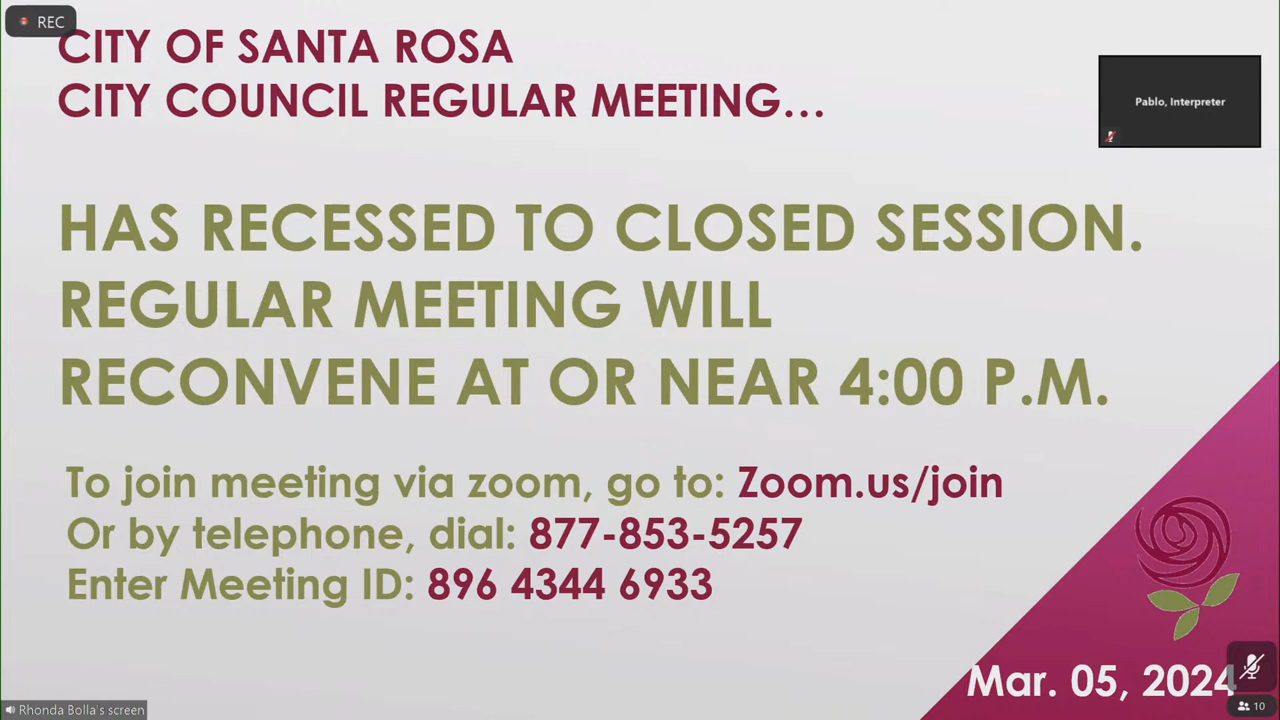 REC
CITY OF SANTA ROSA
CITY COUNCIL REGULAR MEETING…
Pablo, Interpreter
HAS RECESSED TO CLOSED SESSION.
REGULAR MEETING WILL
RECONVENE AT OR NEAR 4:00 P.M.
To join meeting via zoom, go to: Zoom.us/join
Or by telephone, dial: 877-853-5257
Enter Meeting ID: 896 4344 6933
Mar. 05, 2024
Rhonda Bolla's screen
10